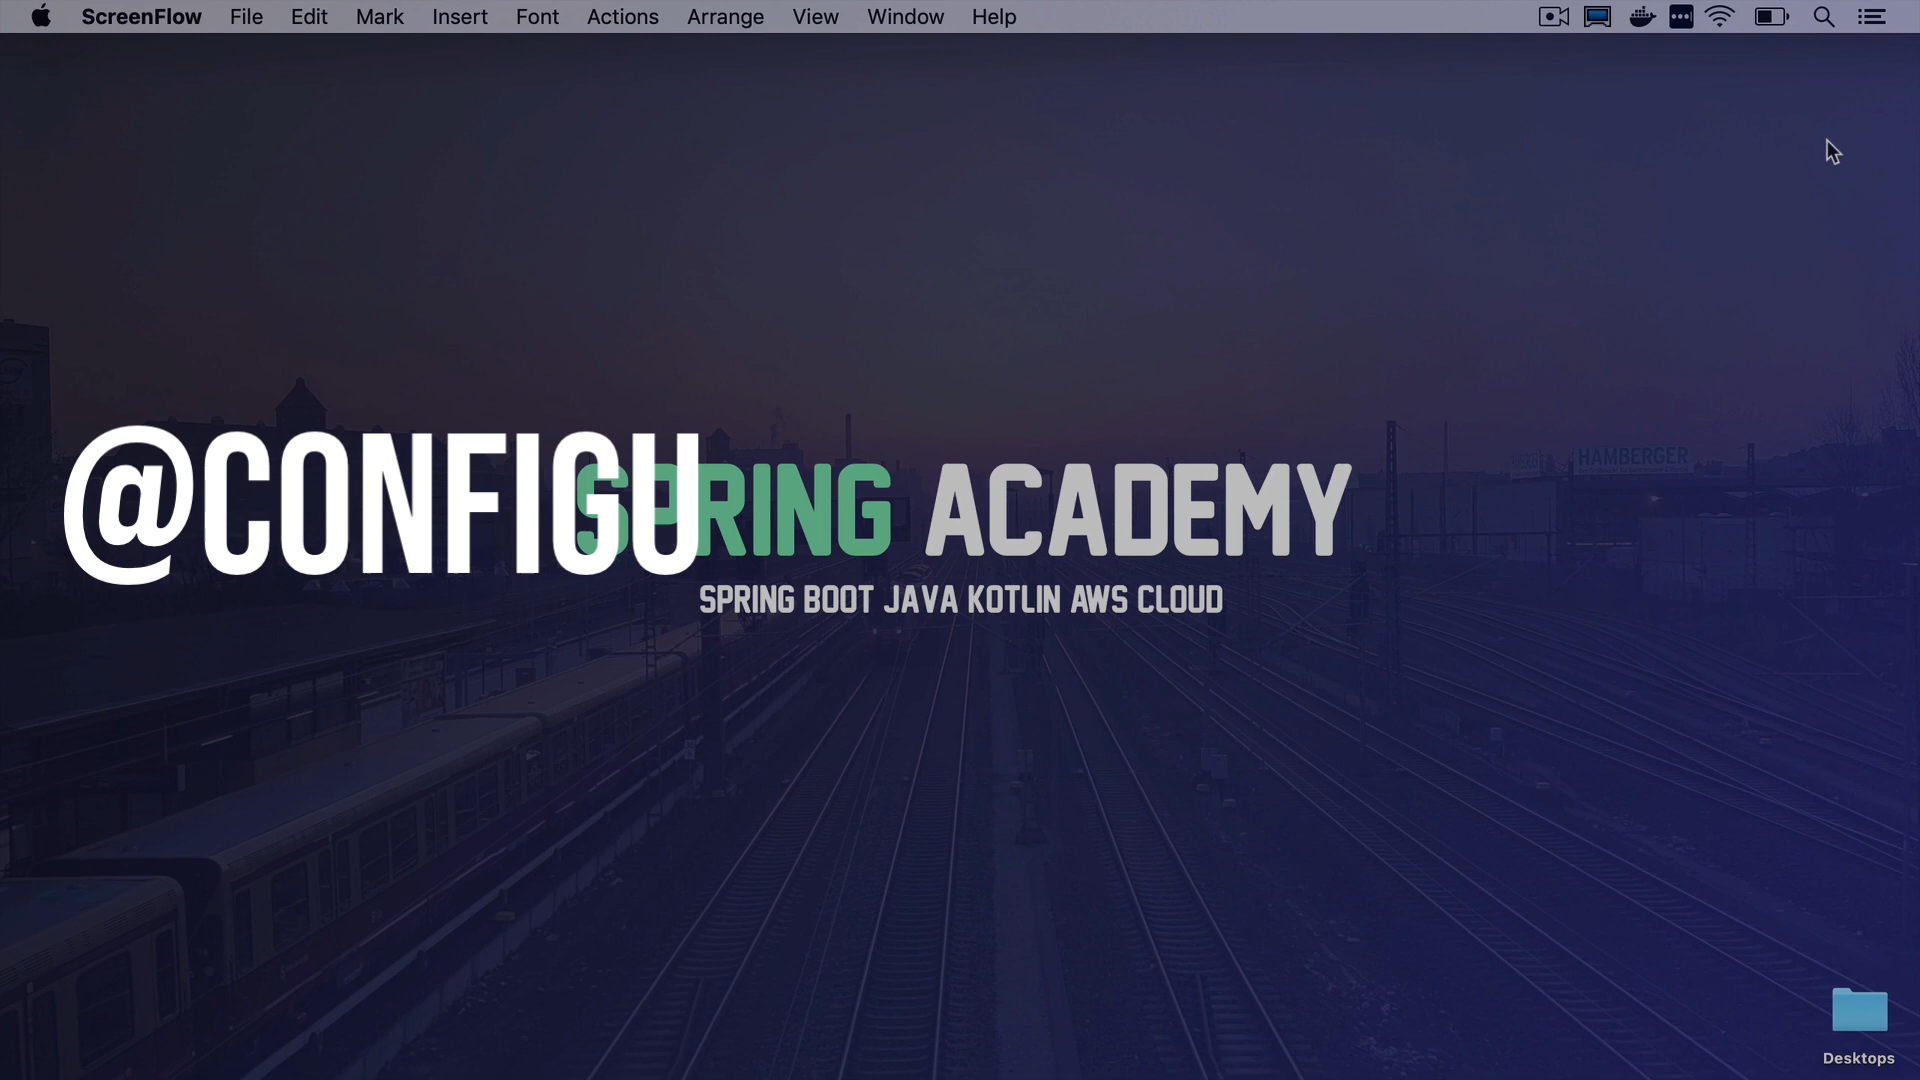 ScreenFlow File Edit Mark Insert Font Actions Arrange View Window Help
HAMBERGER
@CONFIGU
SPRING ACADEMY
SPRING BOOT JAVA KOTLIN AWS CLOUD
Desktops